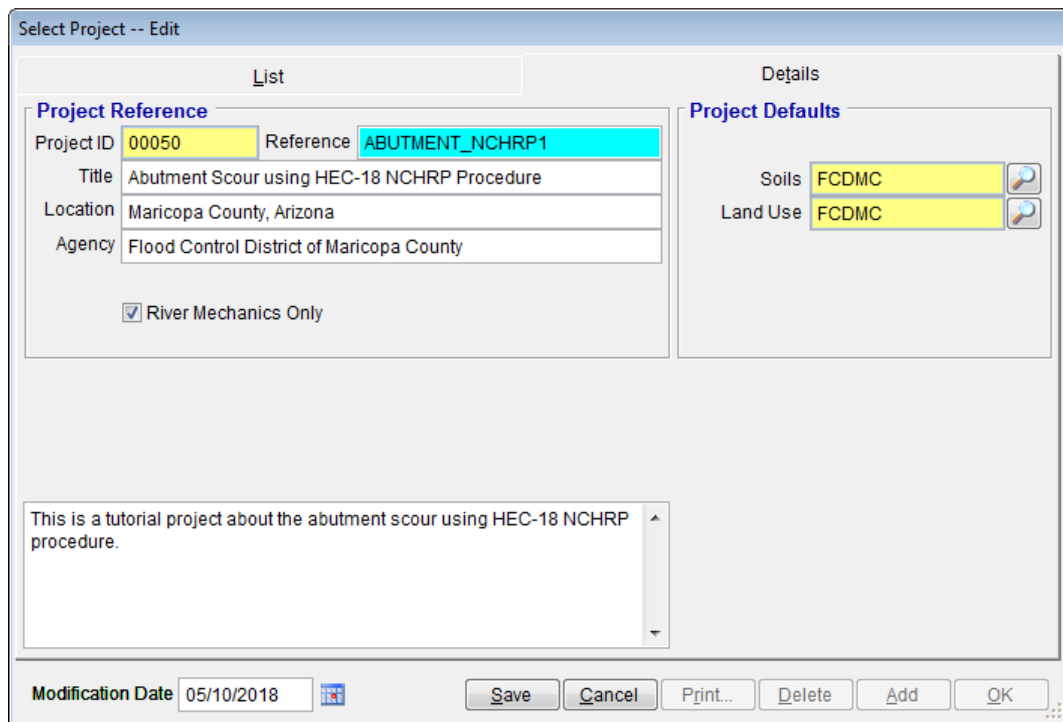 Select Project -- Edit
List
Details
Project Reference
Project Defaults
Project ID 00050 Reference ABUTMENT_NCHRP1
Title Abutment Scour using HEC-18 NCHRP Procedure
Soils FCDMC
Location Maricopa County, Arizona
Land Use FCDMC
Agency Flood Control District of Maricopa County
River Mechanics Only
This is a tutorial project about the abutment scour using HEC-18 NCHRP
procedure.
Modification Date 05/10/2018
Save
Cancel
Print...
Delete
Add
OK